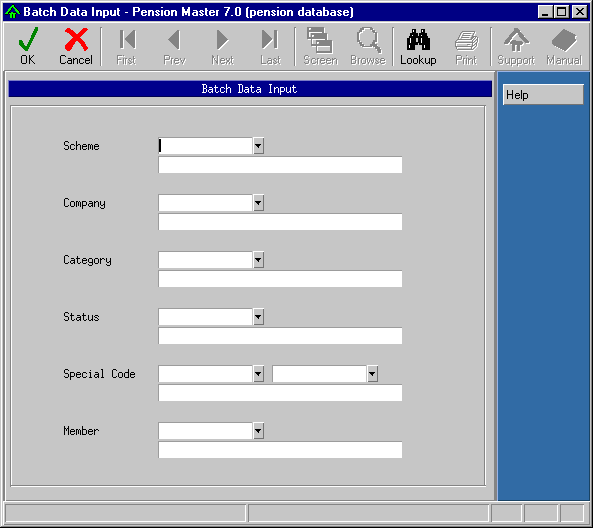 Batch Data Input - Pension Master 7.0 (pension database)
OK Cancel First Prev Next Last Screen Browse Lookup Print Support Manual
Batch Data Input
Help
Scheme
Company
Category
Status
Special Code
Member